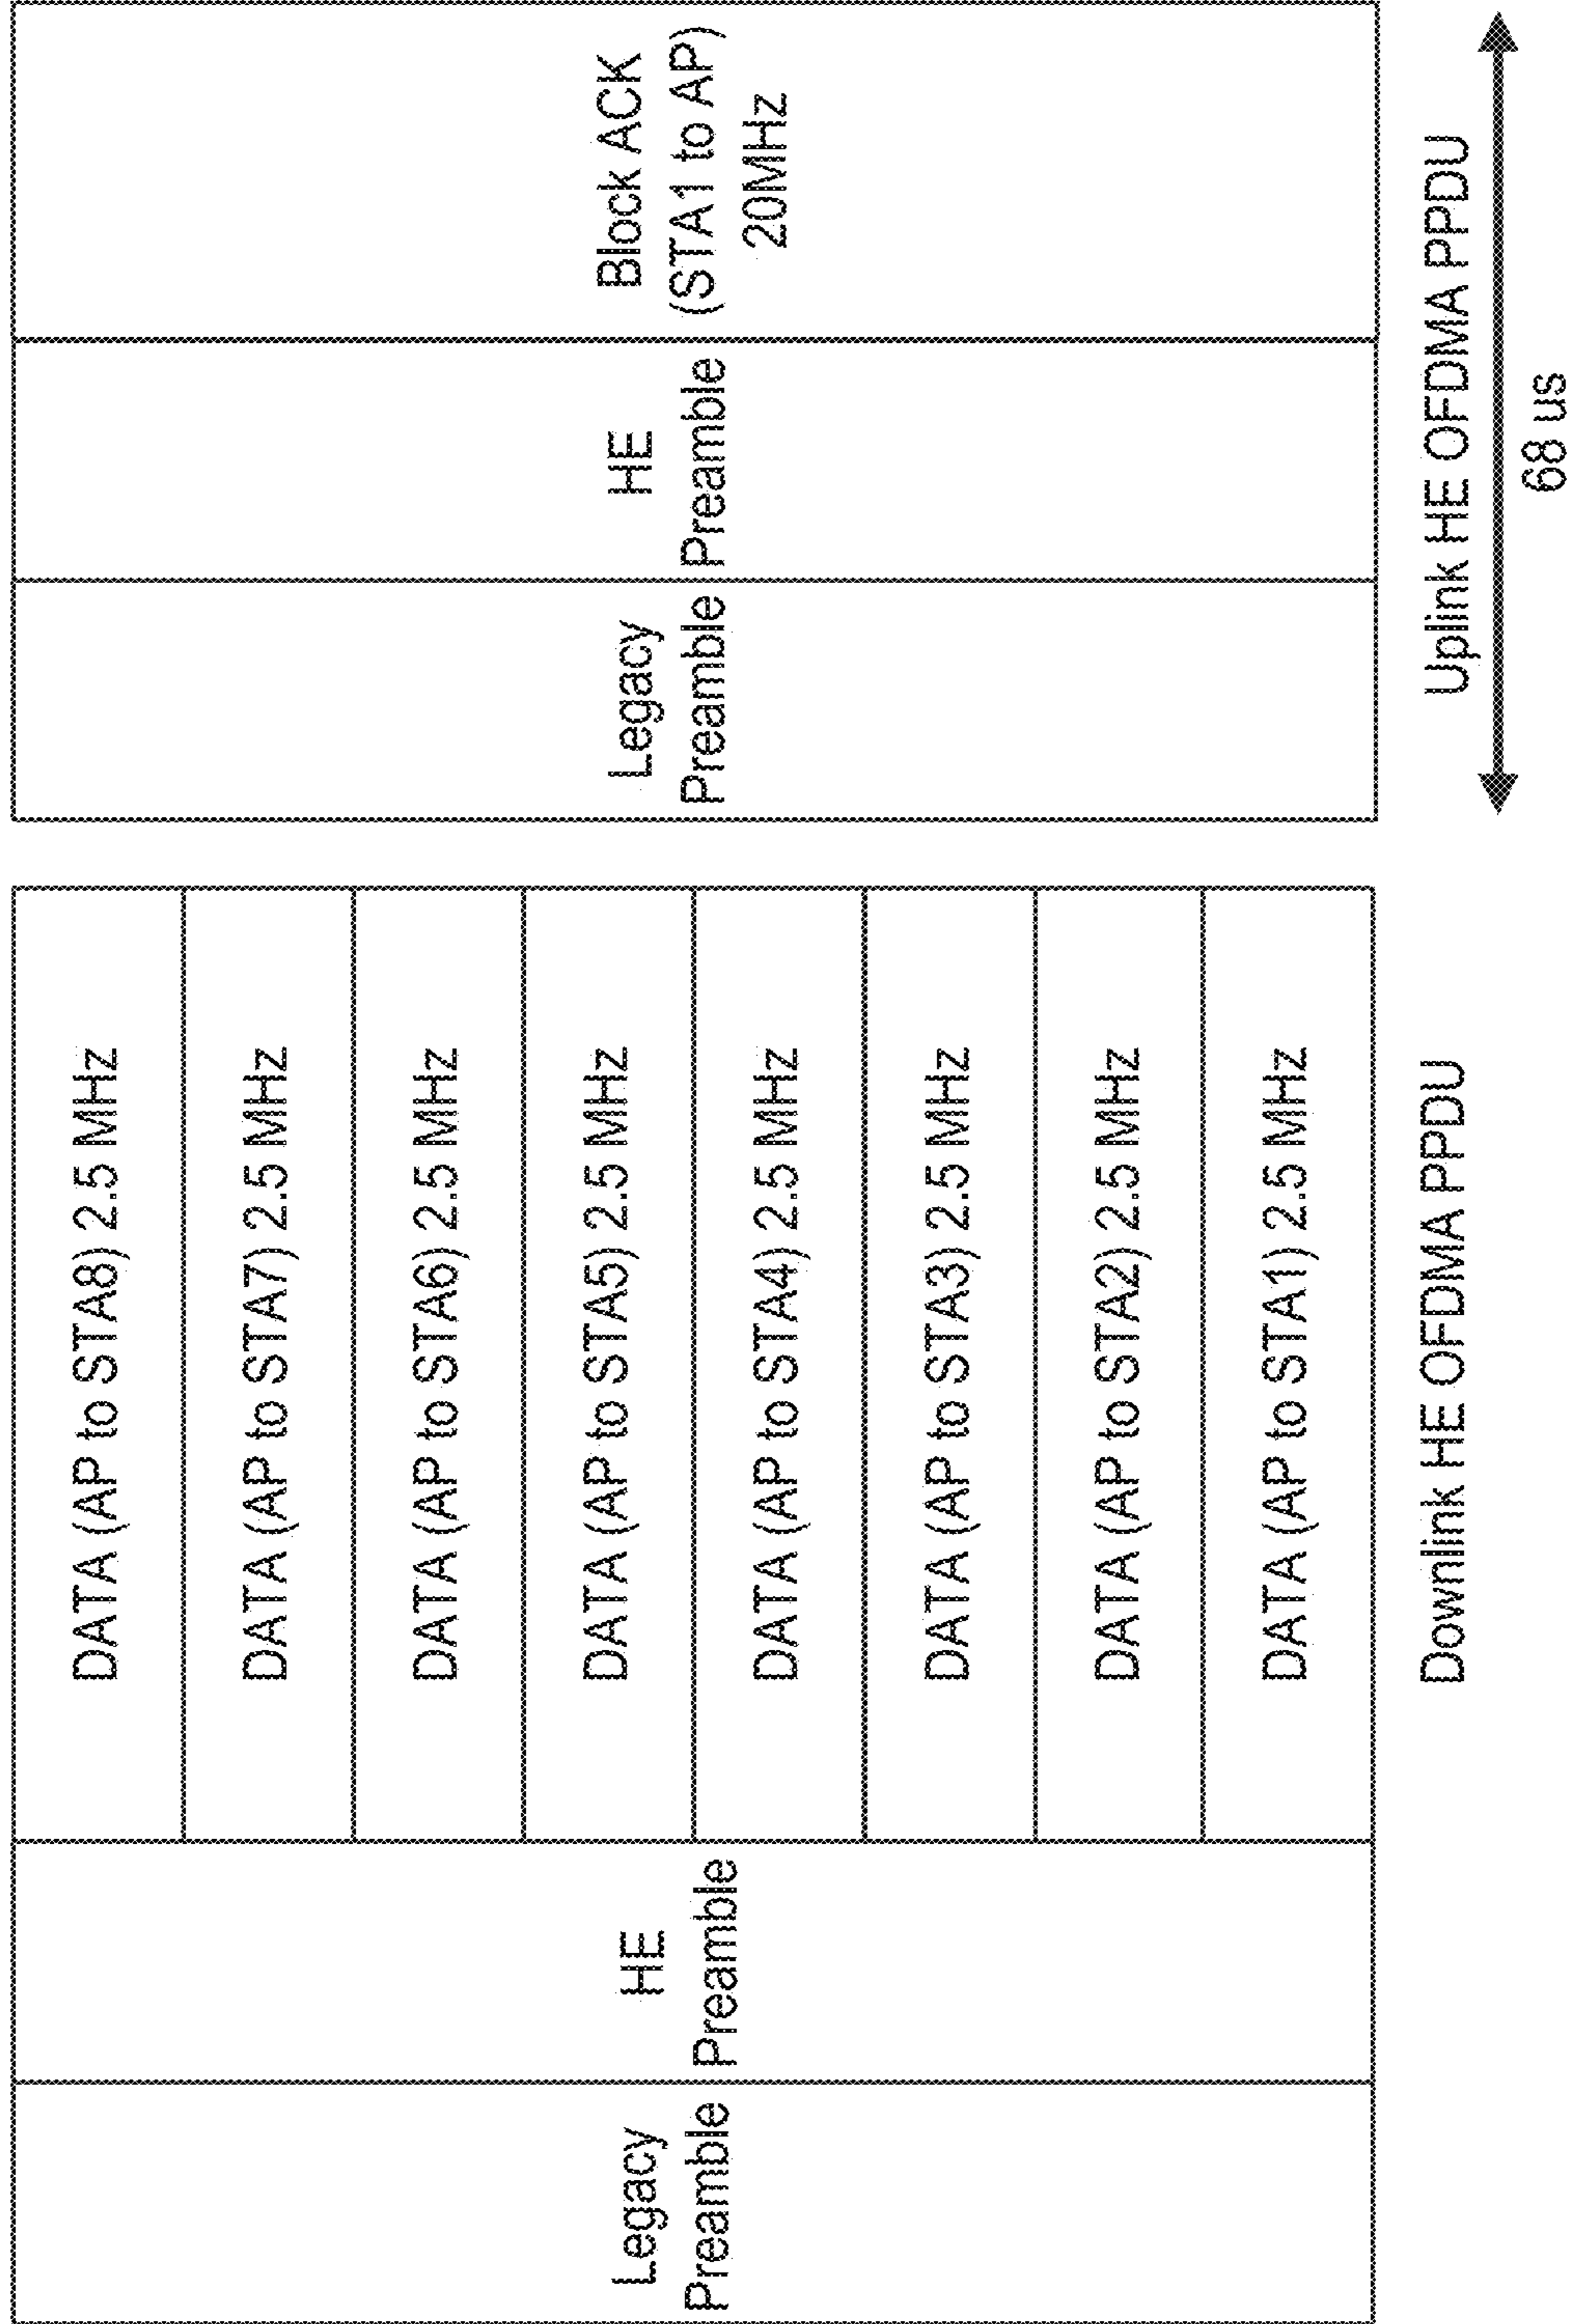 Legacy
Preamble
HE
Preamble
DATA (AP to STA8) 2.5 MHz
DATA (AP to STA7) 2.5 MHz
DATA (AP to STA6) 2.5 MHz
DATA (AP to STA5) 2.5 MHz
DATA (AP to STA4) 2.5 MHz
DATA (AP to STA3) 2.5 MHz
DATA (AP to STA2) 2.5 MHz
DATA (AP to STA1) 2.5 MHz
Downlink HE OFDMA PPDU
Legacy
Preamble
HE
Preamble
Block ACK
(STA1 to AP)
20MHz
Uplink HE OFDMA PPDU
68 us